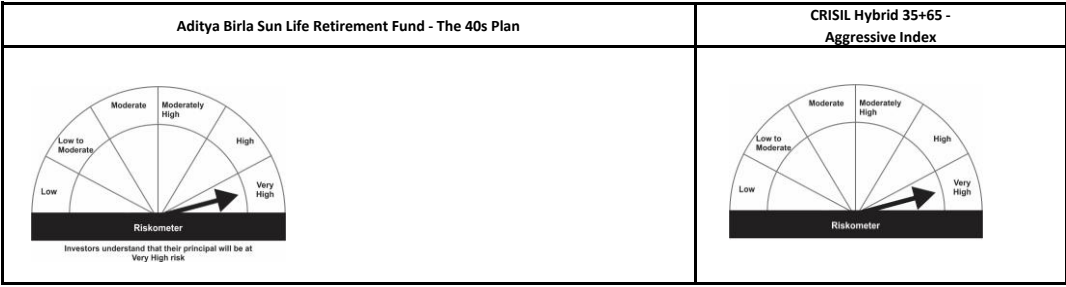 Aditya Birla Sun Life Retirement Fund - The 40s Plan
CRISIL Hybrid 35+65 -
Aggressive Index
Low
Low to
Moderate
Moderate
Moderately
High
High
Very
High
Riskometer
Investors understand that their principal will be at
Very High risk
Low
Low to
Moderate
Moderate
Moderately
High
High
Very
High
Riskometer